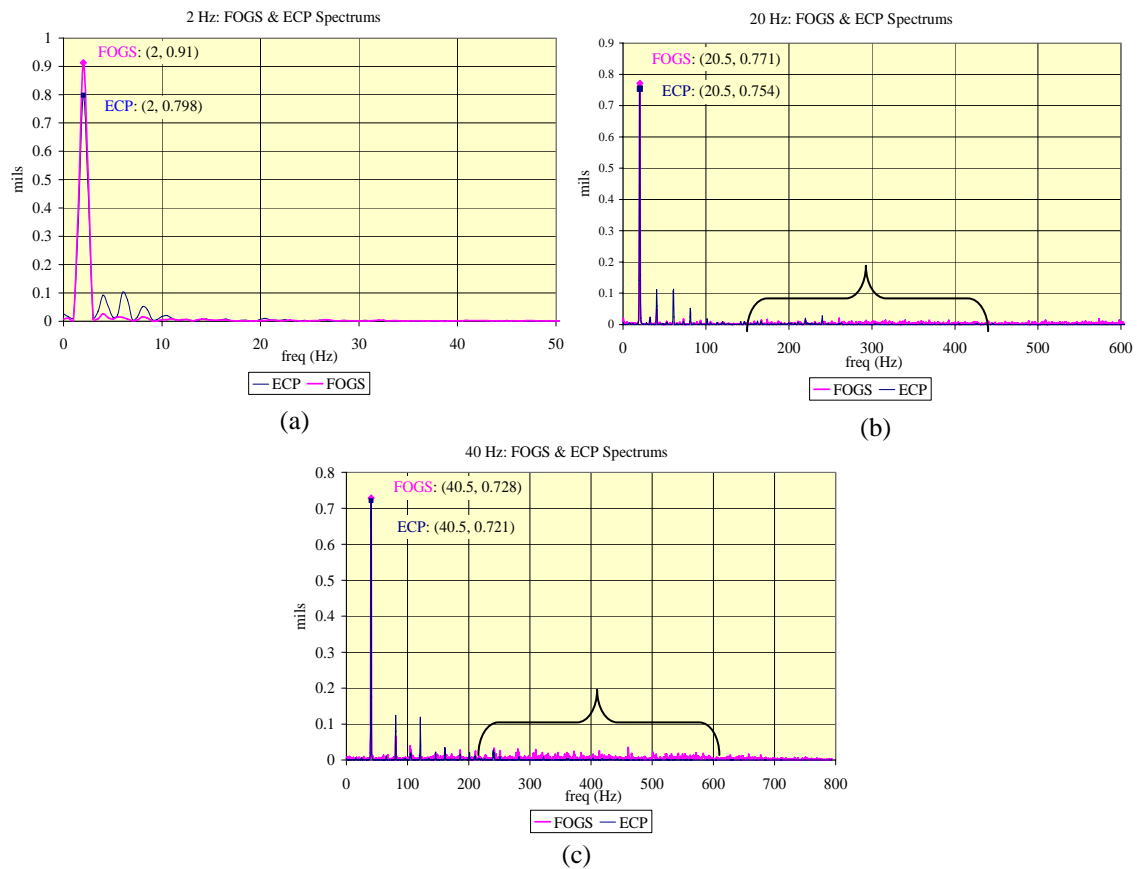 2 Hz: FOGS & ECP Spectrums
1
0.9
0.8
0.7
0.6
0.5
0.4
0.3
0.2
0.1
0
mils
FOGS: (2, 0.91)
ECP: (2, 0.798)
0 10 20 30 40 50
freq (Hz)
ECP FOGS
(a)
20 Hz: FOGS & ECP Spectrums
0.9
0.8
0.7
0.6
0.5
0.4
0.3
0.2
0.1
0
mils
FOGS: (20.5, 0.771)
ECP: (20.5, 0.754)
0 100 200 300 400 500 600
freq (Hz)
FOGS ECP
(b)
40 Hz: FOGS & ECP Spectrums
0.8
0.7
0.6
0.5
0.4
0.3
0.2
0.1
0
mils
FOGS: (40.5, 0.728)
ECP: (40.5, 0.721)
0 100 200 300 400 500 600 700 800
freq (Hz)
FOGS ECP
(c)